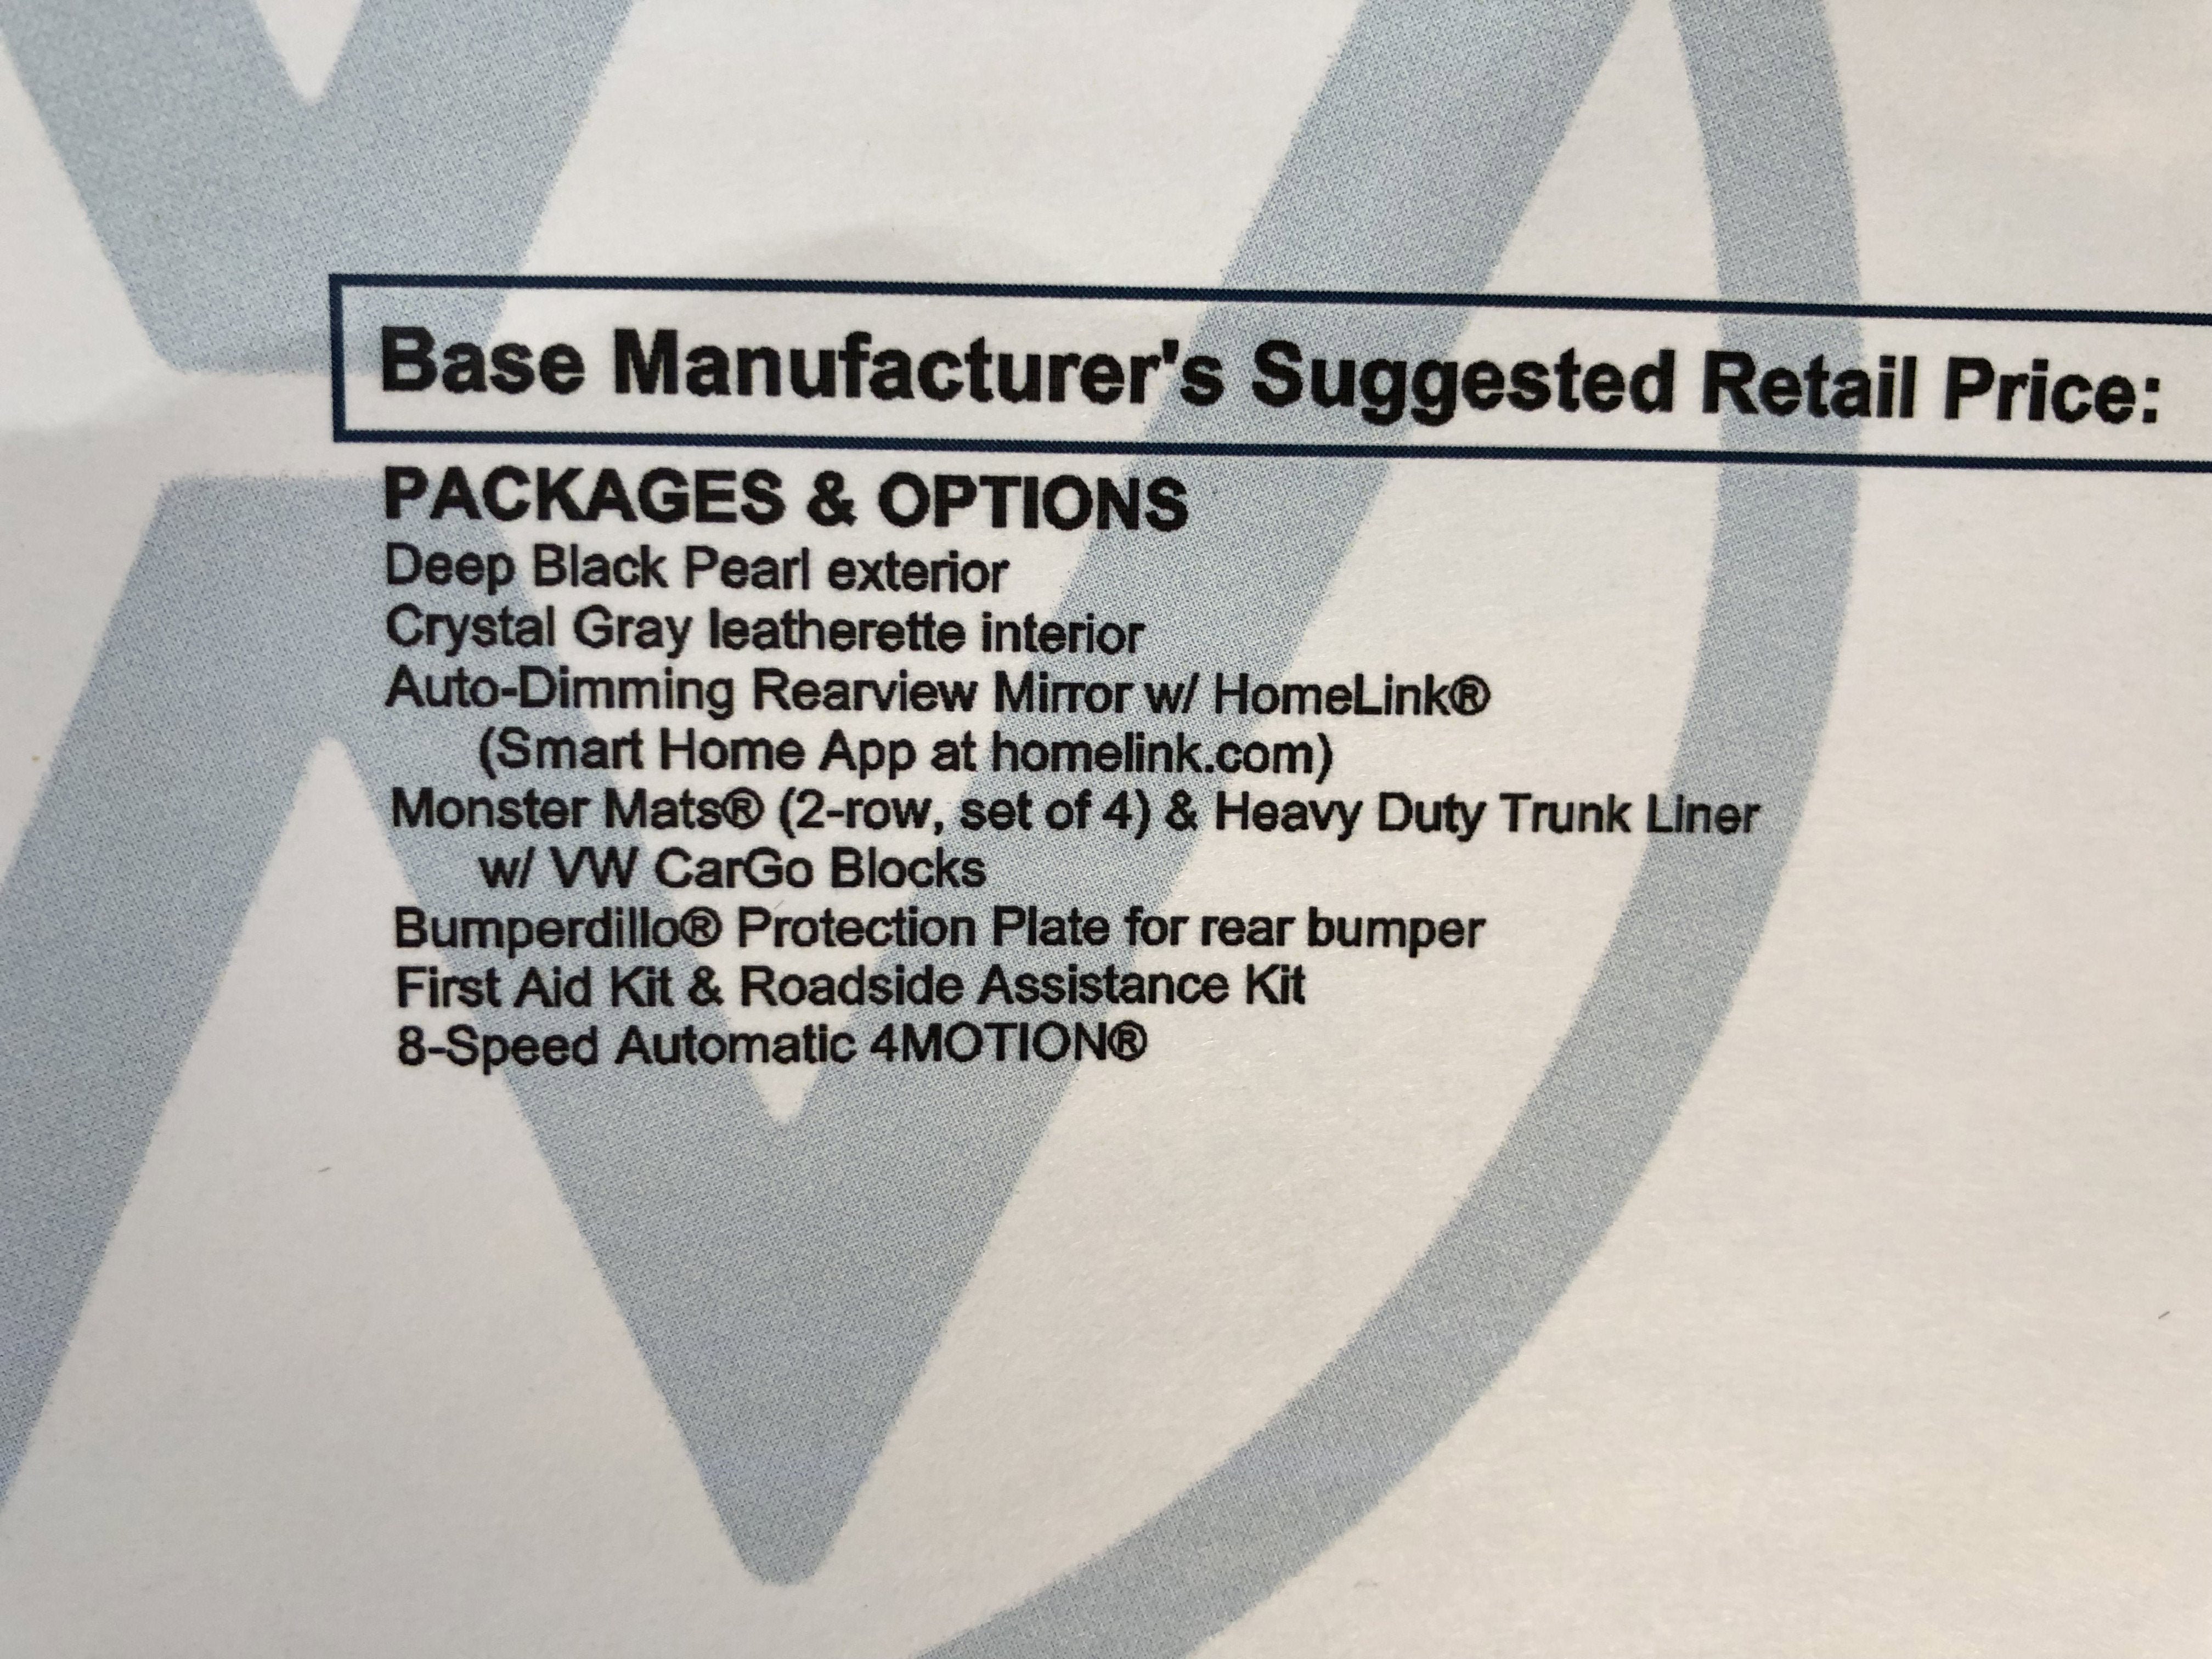 Base Manufacturer's Suggested Retail Price:
PACKAGES & OPTIONS
Deep Black Pearl exterior
Crystal Gray leatherette interior
Auto-Dimming Rearview Mirror w/ HomeLink®
(Smart Home App at homelink.com)
Monster Mats® (2-row, set of 4) & Heavy Duty Trunk Liner
w/ VW CarGo Blocks
Bumperdillo® Protection Plate for rear bumper
First Aid Kit & Roadside Assistance Kit
8-Speed Automatic 4MOTION®